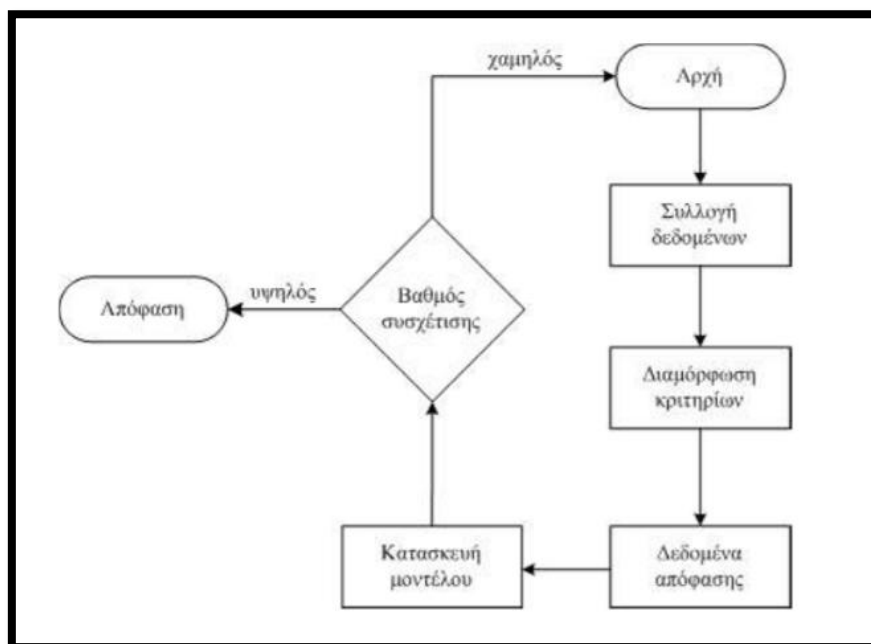 χαμηλός
Αρχή
Συλλογή
δεδομένων
Διαμόρφωση
κριτηρίων
Δεδομένα
απόφασης
Κατασκευή
μοντέλου
Βαθμός
συσχέτισης
υψηλός
Απόφαση